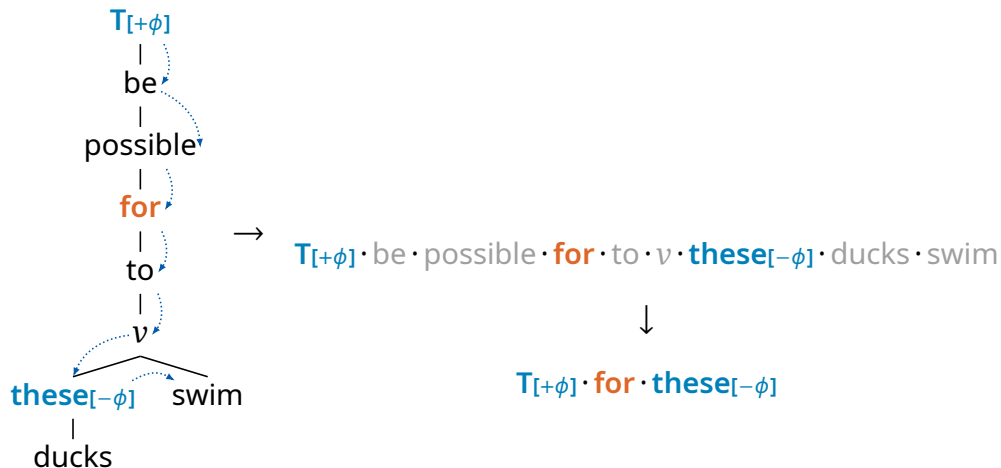 T[+ϕ]
be
possible
for
to
v
these[−ϕ] swim
ducks
→
T[+ϕ] · be · possible · for · to · v · these[−ϕ] · ducks · swim
↓
T[+ϕ] · for · these[−ϕ]